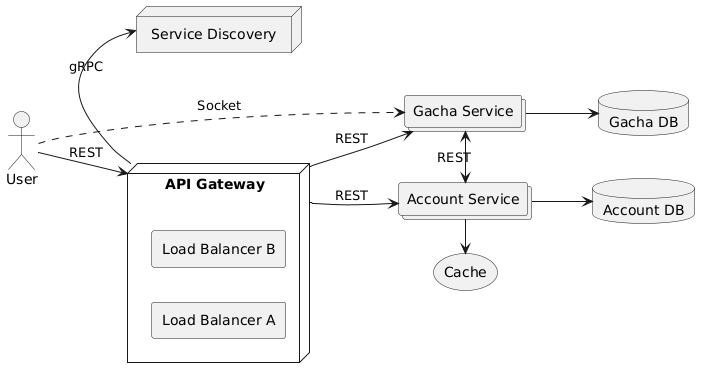 Service Discovery
gRPC
Socket
Gacha Service
Gacha DB
User
REST
REST
REST
API Gateway
REST
Account Service
Account DB
Load Balancer B
Cache
Load Balancer A